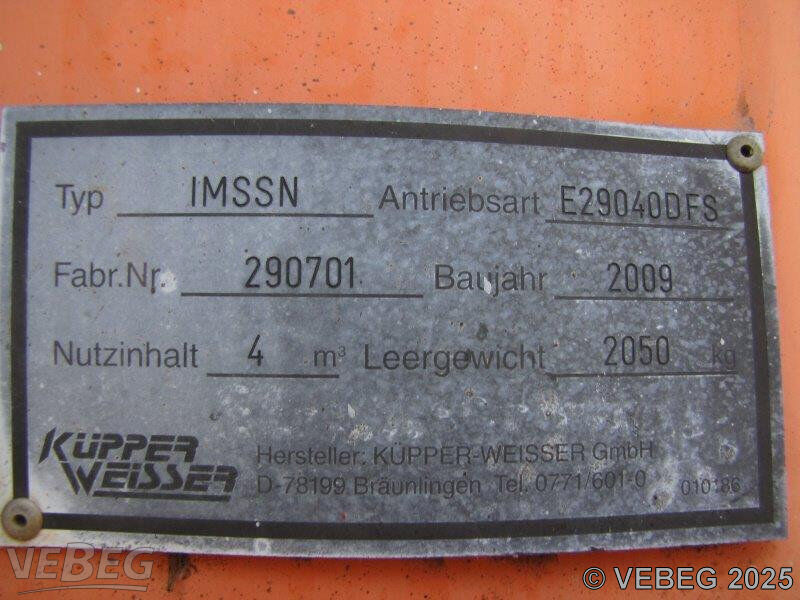 Typ IMSSN Antriebsart E29040DFS
Fabr.Nr. 290701 Baujahr 2009
Nutzinhalt 4 m³ Leergewicht 2050 kg
KÜPPER
WEISSER
Hersteller: KÜPPER-WEISSER GmbH
D-78199 Bräunlingen Tel. 0771/601-0 010186
VEBEG
© VEBEG 2025